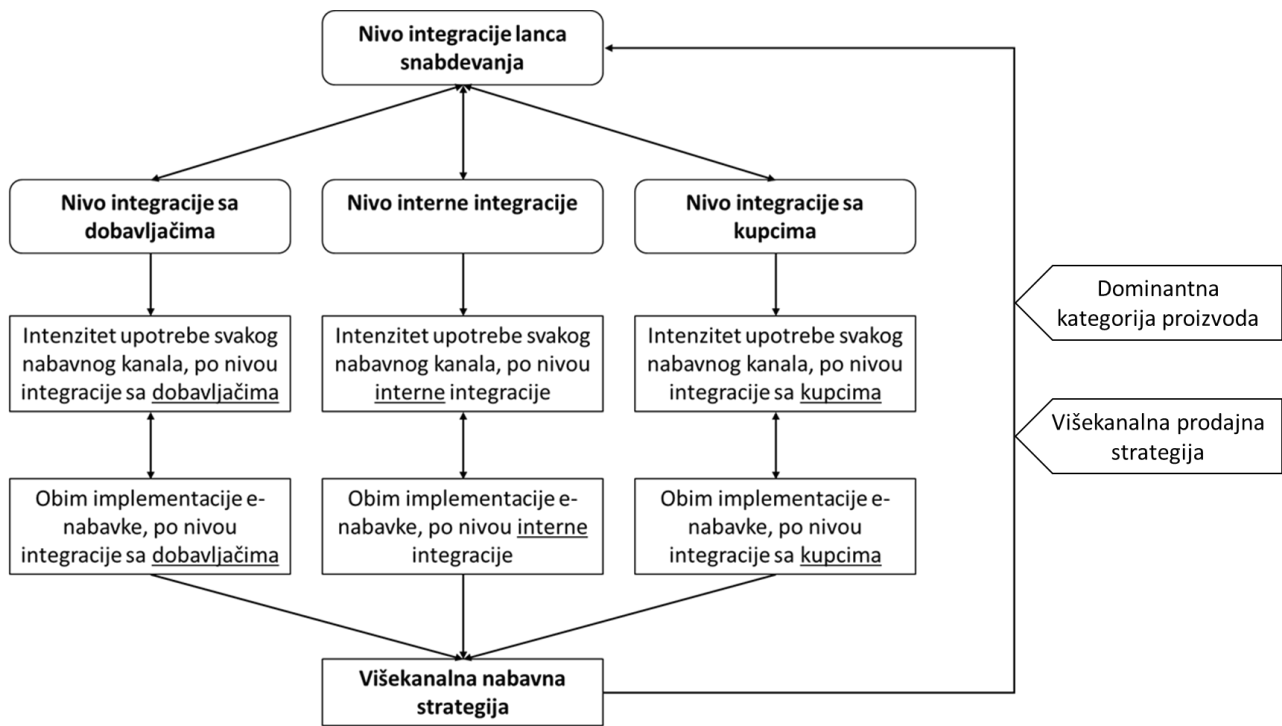 Nivo integracije lanca
snabdevanja
Nivo integracije sa
dobavljačima
Nivo interne integracije
Nivo integracije sa
kupcima
Intenzitet upotrebe svakog
nabavnog kanala, po nivou
integracije sa dobavljačima
Intenzitet upotrebe svakog
nabavnog kanala, po nivou
interne integracije
Intenzitet upotrebe svakog
nabavnog kanala, po nivou
integracije sa kupcima
Obim implementacije e-
nabavke, po nivou
integracije sa dobavljačima
Obim implementacije e-
nabavke, po nivou interne
integracije
Obim implementacije e-
nabavke, po nivou
integracije sa kupcima
Višekanalna nabavna
strategija
Dominantna
kategorija proizvoda
Višekanalna prodajna
strategija